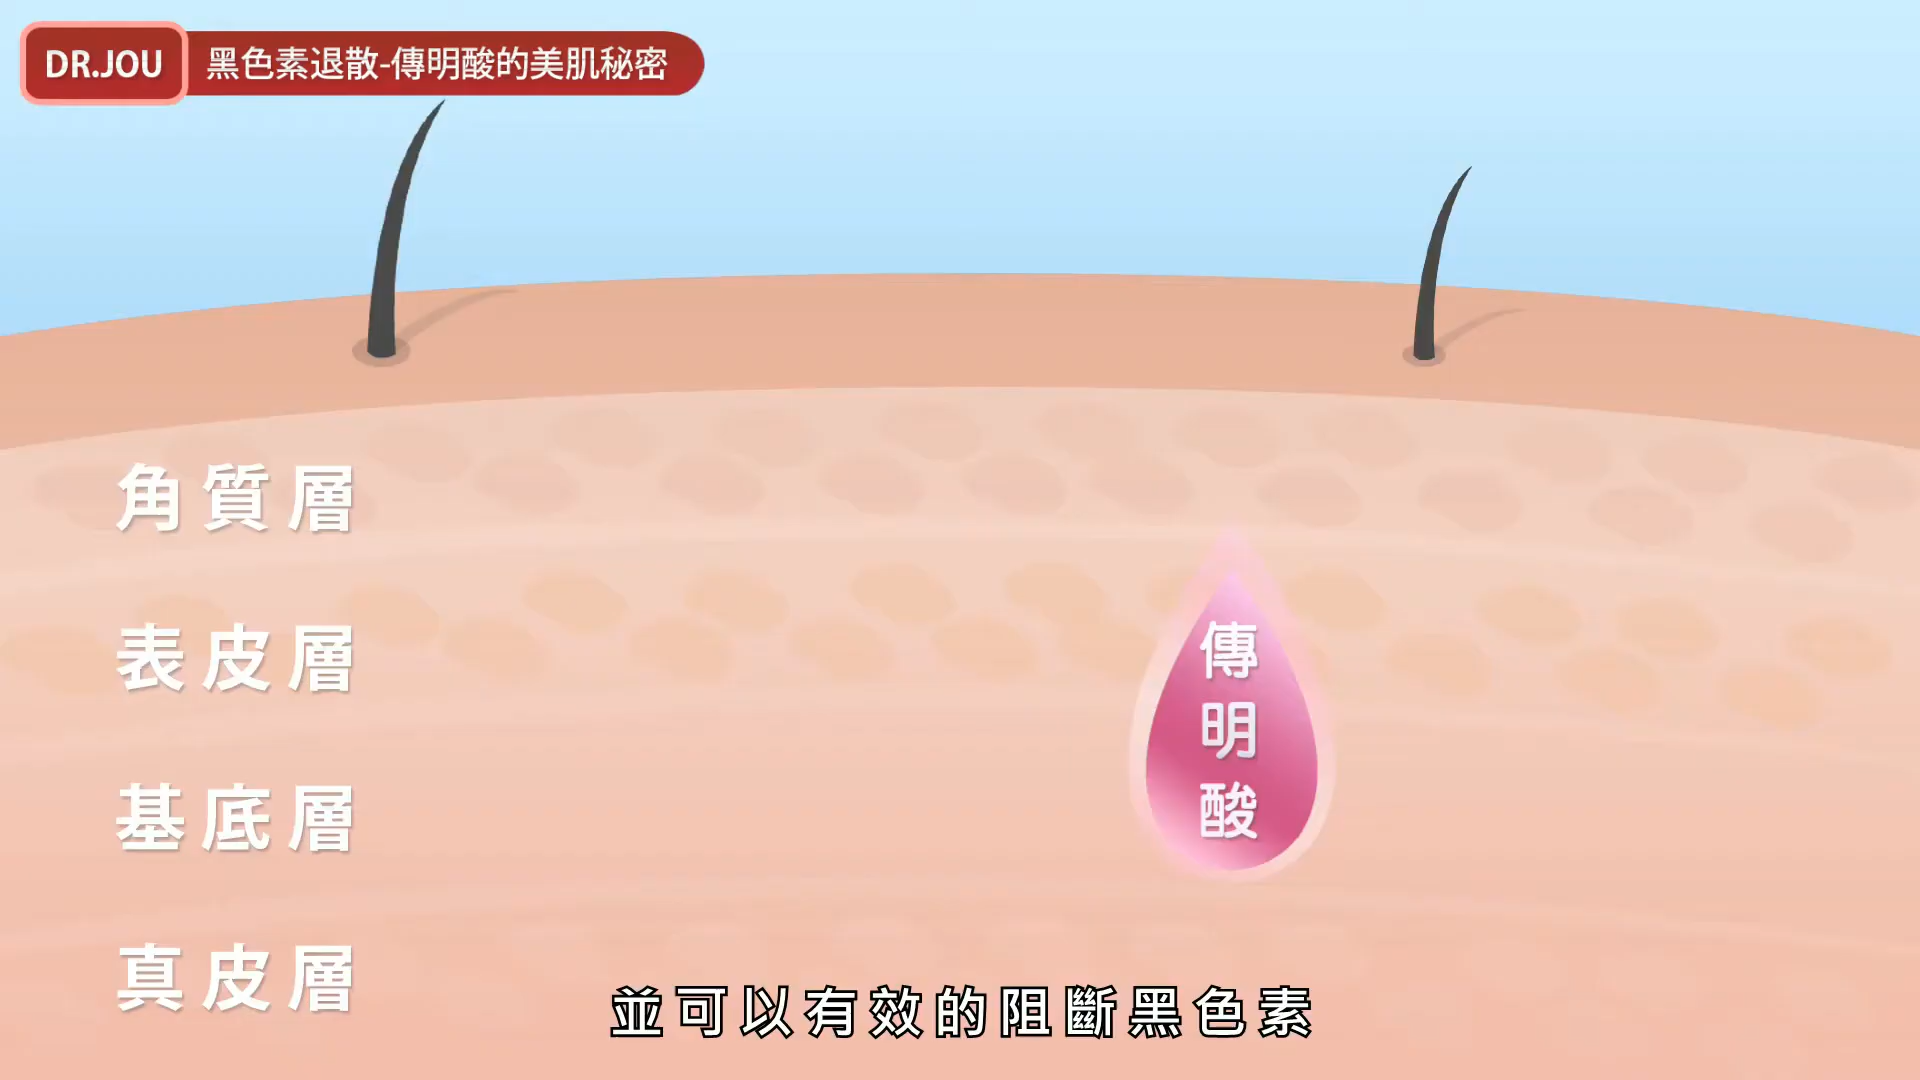 DR.JOU 黑色素退散-傳明酸的美肌秘密
角質層
表皮層
傳明酸
基底層
真皮層
並可以有效的阻斷黑色素